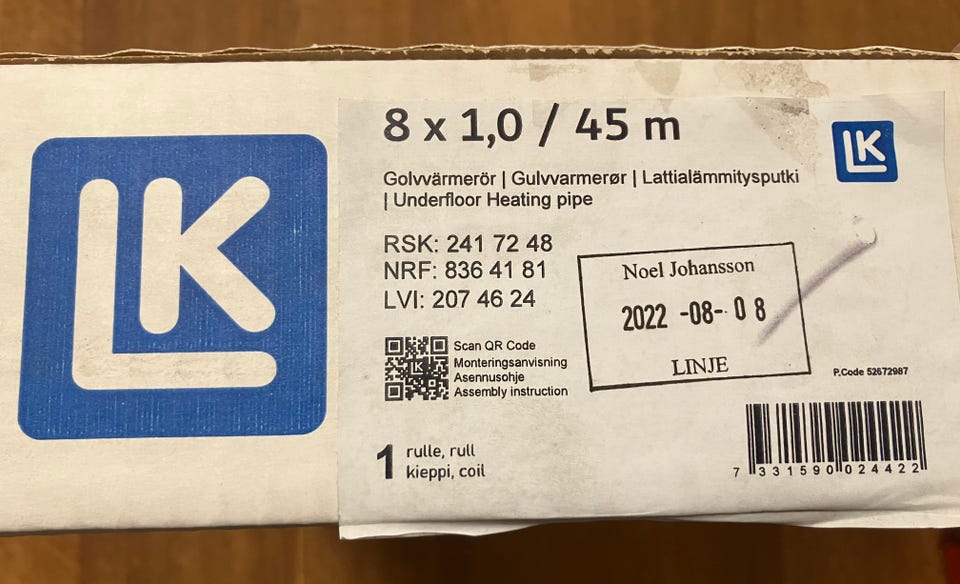 LK
8 x 1,0 / 45 m
LK
Golvvärmerör | Gulvvarmerør | Lattialämmitysputki
| Underfloor Heating pipe
RSK: 241 72 48
NRF: 836 41 81
LVI: 207 46 24
Noel Johansson
2022 -08- 08
LINJE
LK
Scan QR Code
Monteringsanvisning
Asennusohje
Assembly instruction
P.Code 52672987
1 rulle, rull
kieppi, coil
7 331590 024422